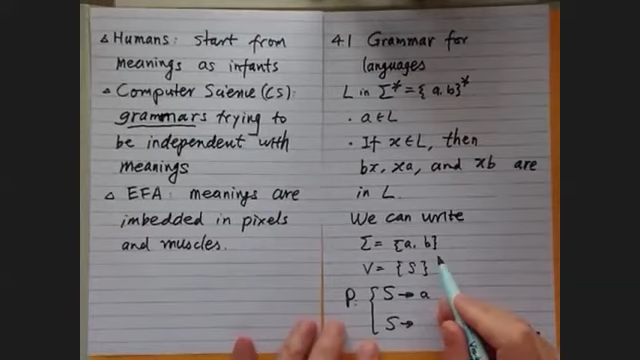 △ Humans: start from
meanings as infants
△ Computer Science (CS):
grammars trying to
be independent with
meanings
△ EFA: meanings are
imbedded in pixels
and muscles.
4.1 Grammar for
languages
L in Σ* = {a, b}*
· a ∈ L
· If x ∈ L, then
bx, xa, and xb are
in L.
We can write
Σ = {a, b}
V = {S}
P: { S → a
S →